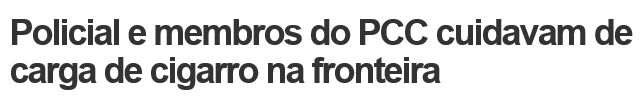 Policial e membros do PCC cuidavam de
carga de cigarro na fronteira